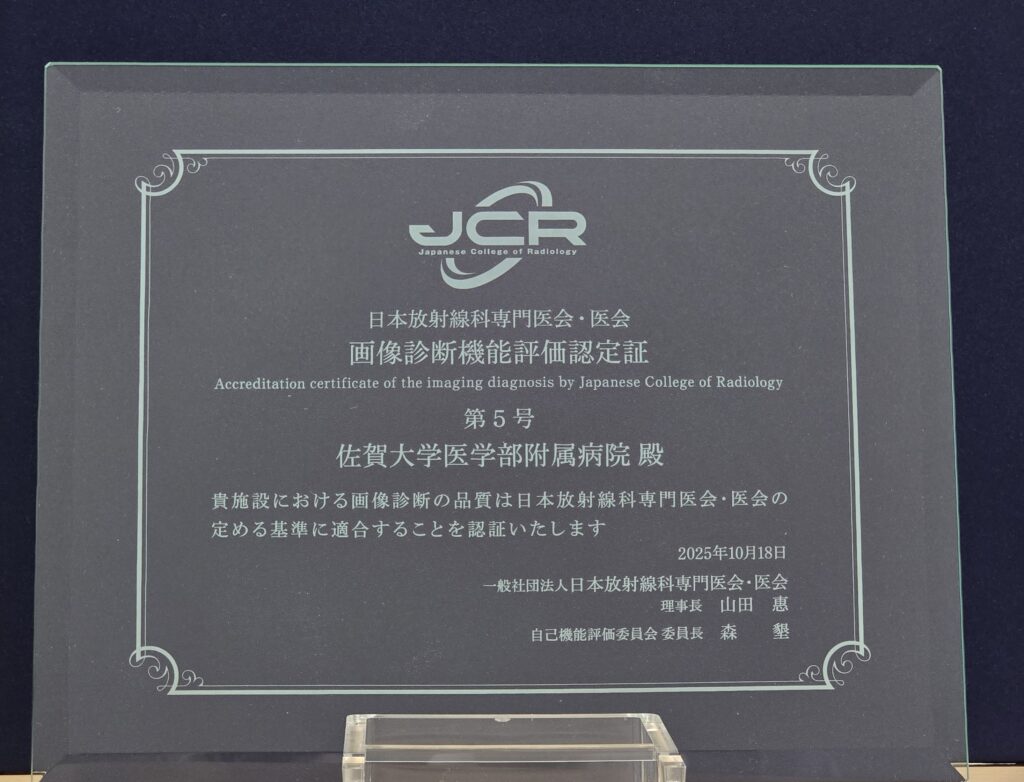 JCR
Japanese College of Radiology
日本放射線科専門医会・医会
画像診断機能評価認定証
Accreditation certificate of the imaging diagnosis by Japanese College of Radiology
第5号
佐賀大学医学部附属病院 殿
貴施設における画像診断の品質は日本放射線科専門医会・医会の
定める基準に適合することを認証いたします
2025年10月18日
一般社団法人日本放射線科専門医会・医会
理事長 山田 惠
自己機能評価委員会 委員長 森 墾